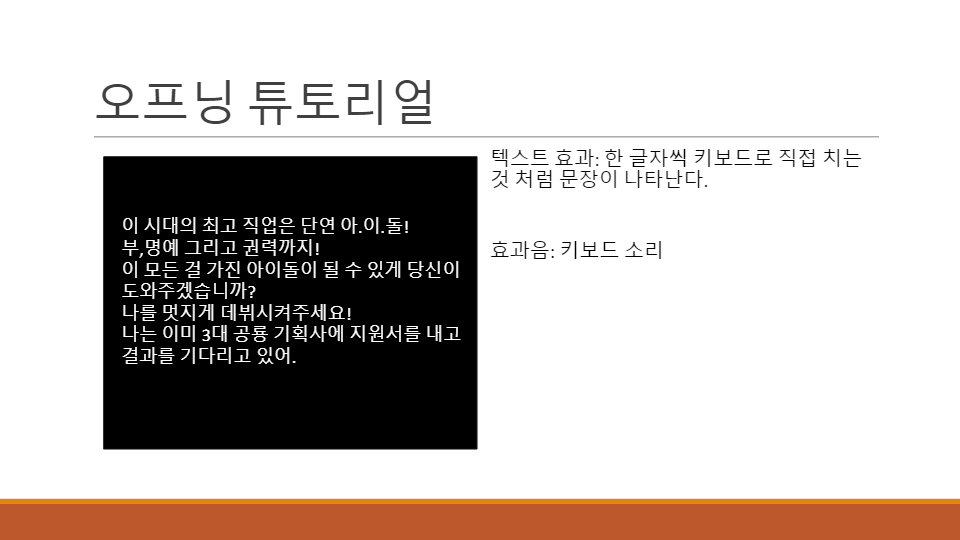 오프닝 튜토리얼
이 시대의 최고 직업은 단연 아.이.돌!
부,명예 그리고 권력까지!
이 모든 걸 가진 아이돌이 될 수 있게 당신이
도와주겠습니까?
나를 멋지게 데뷔시켜주세요!
나는 이미 3대 공룡 기획사에 지원서를 내고
결과를 기다리고 있어.
텍스트 효과: 한 글자씩 키보드로 직접 치는
것 처럼 문장이 나타난다.
효과음: 키보드 소리